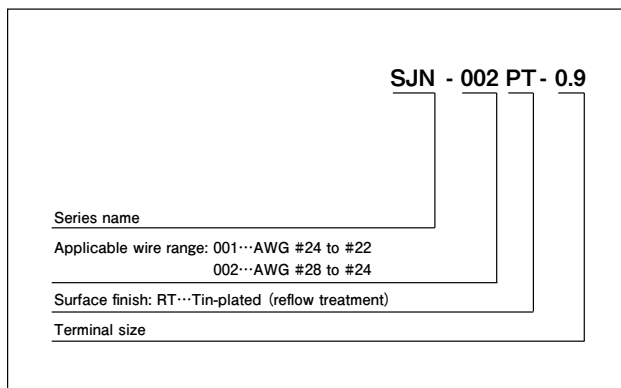 SJN - 002 PT - 0.9
Series name
Applicable wire range: 001⋯AWG #24 to #22
002⋯AWG #28 to #24
Surface finish: RT⋯Tin-plated (reflow treatment)
Terminal size